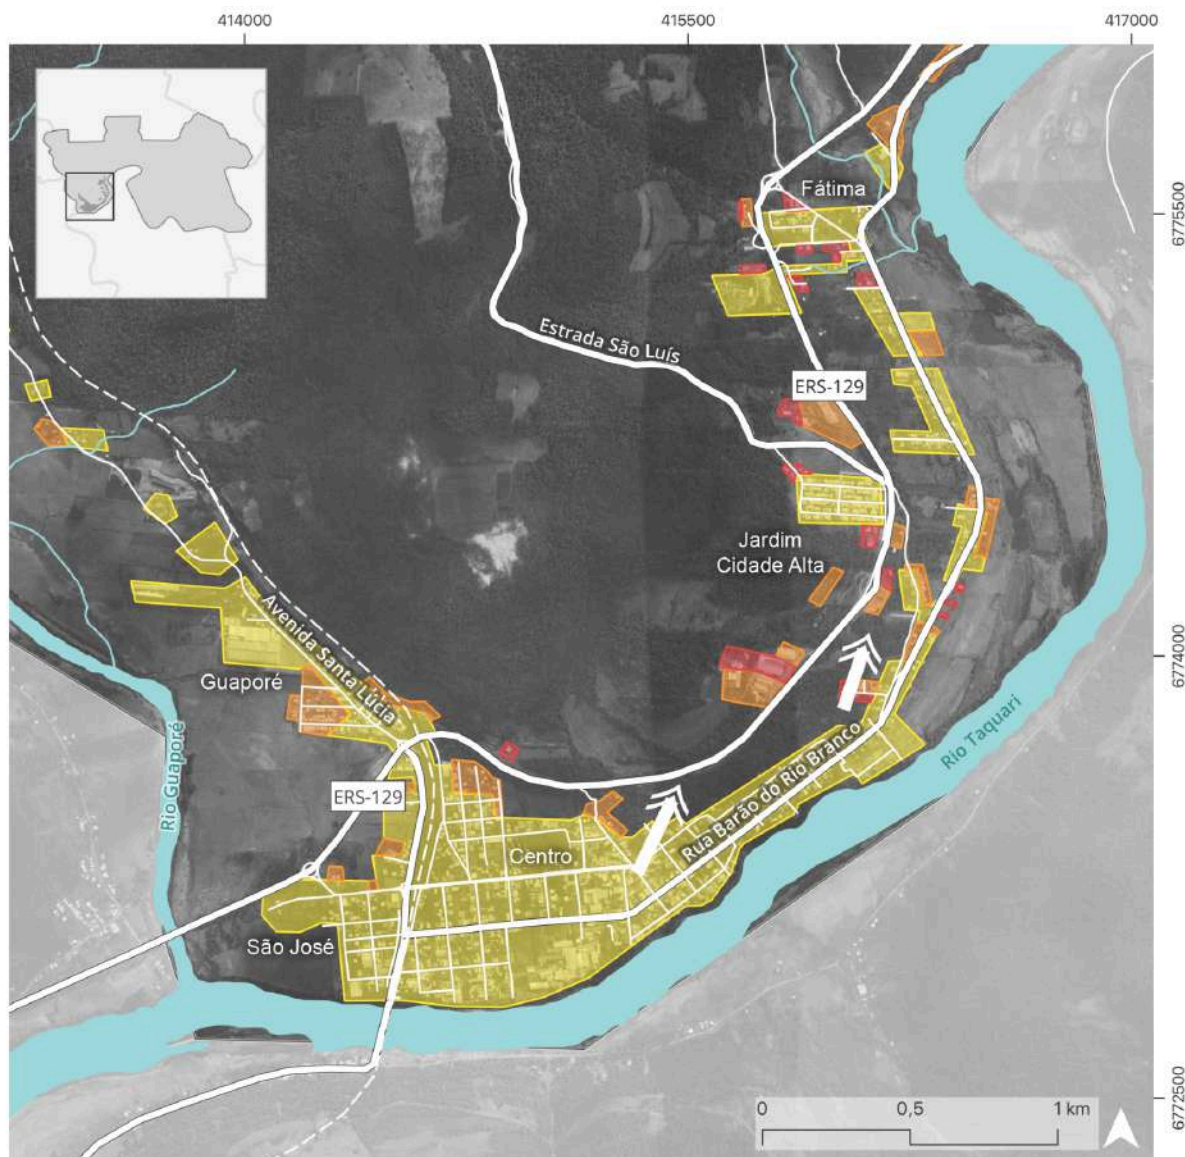 414000
415500
417000
Fátima
6775500
Estrada São Luís
ERS-129
Jardim
Cidade Alta
Avenida Santa Lúcia
Guaporé
6774000
Rio Guaporé
Rio Taquari
Rua Barão do Rio Branco
ERS-129
Centro
São José
6772500
0
0,5
1 km